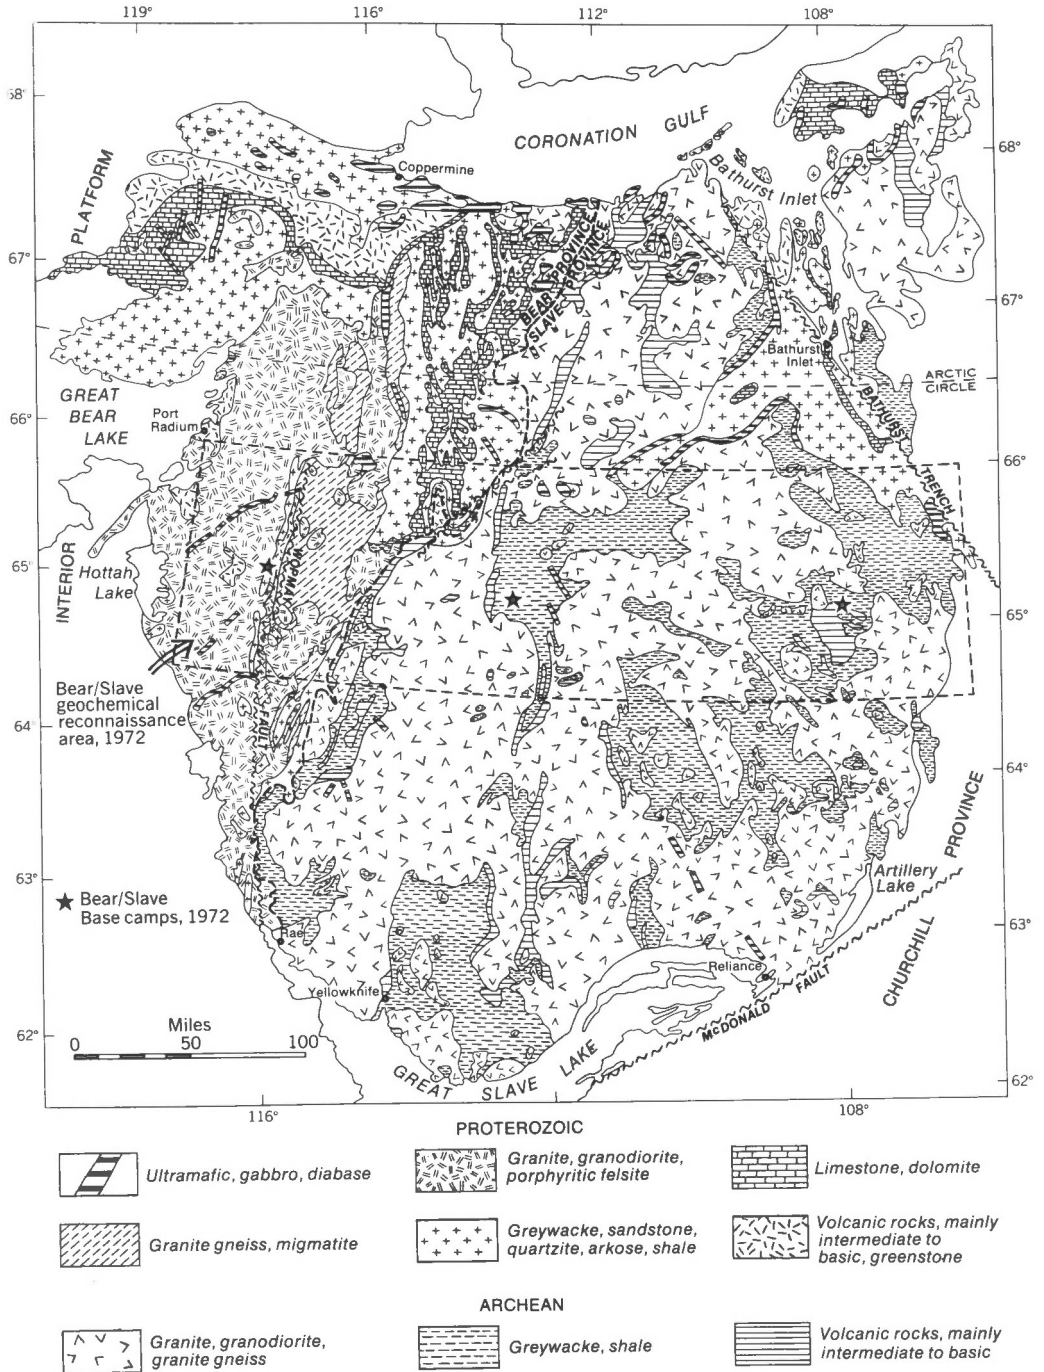 119° 116° 112° 108°
68°
68°
CORONATION GULF
Coppermine
Bathurst Inlet
PLATFORM
67°
67°
BEAR PROVINCE
SLAVE PROVINCE
Bathurst
Inlet
ARCTIC
CIRCLE
GREAT
BEAR
LAKE
Port
Radium
66°
66°
BATHURST TRENCH
INTERIOR
65°
65°
Hottah
Lake
WOPMAY FAULT
Bear/Slave
geochemical
reconnaissance
area, 1972
64°
64°
PROVINCE
CHURCHILL
63°
63°
Artillery
Lake
★ Bear/Slave
Base camps, 1972
Rae
Reliance
Yellowknife
McDONALD FAULT
62°
62°
Miles
0 50 100
GREAT SLAVE LAKE
116° 108°
PROTEROZOIC
Ultramafic, gabbro, diabase
Granite, granodiorite,
porphyritic felsite
Limestone, dolomite
Granite gneiss, migmatite
Greywacke, sandstone,
quartzite, arkose, shale
Volcanic rocks, mainly
intermediate to
basic, greenstone
ARCHEAN
Granite, granodiorite,
granite gneiss
Greywacke, shale
Volcanic rocks, mainly
intermediate to basic